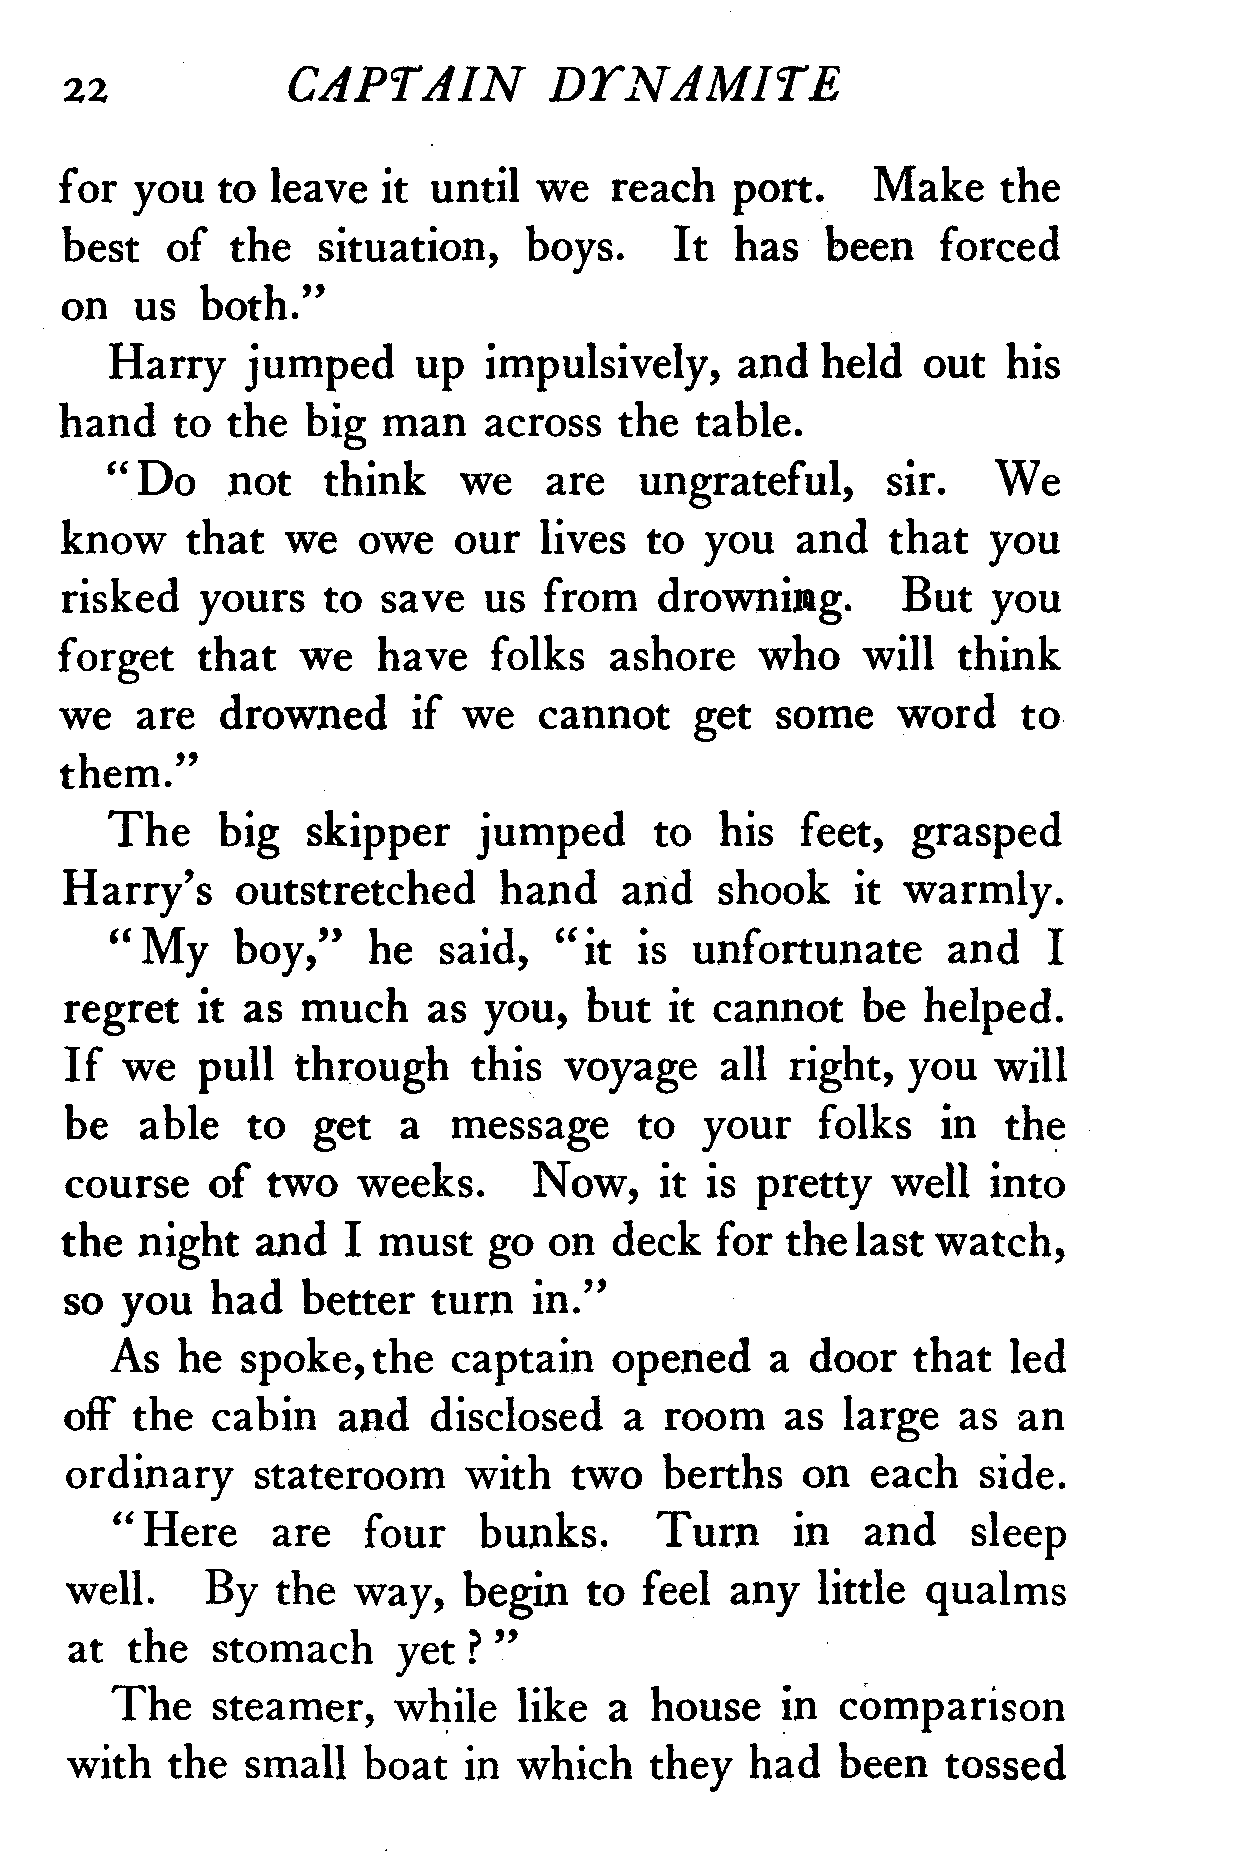 22 CAPTAIN DYNAMITE
for you to leave it until we reach port. Make the
best of the situation, boys. It has been forced
on us both."
Harry jumped up impulsively, and held out his
hand to the big man across the table.
"Do not think we are ungrateful, sir. We
know that we owe our lives to you and that you
risked yours to save us from drowning. But you
forget that we have folks ashore who will think
we are drowned if we cannot get some word to
them."
The big skipper jumped to his feet, grasped
Harry's outstretched hand and shook it warmly.
"My boy," he said, "it is unfortunate and I
regret it as much as you, but it cannot be helped.
If we pull through this voyage all right, you will
be able to get a message to your folks in the
course of two weeks. Now, it is pretty well into
the night and I must go on deck for the last watch,
so you had better turn in."
As he spoke, the captain opened a door that led
off the cabin and disclosed a room as large as an
ordinary stateroom with two berths on each side.
"Here are four bunks. Turn in and sleep
well. By the way, begin to feel any little qualms
at the stomach yet?"
The steamer, while like a house in comparison
with the small boat in which they had been tossed